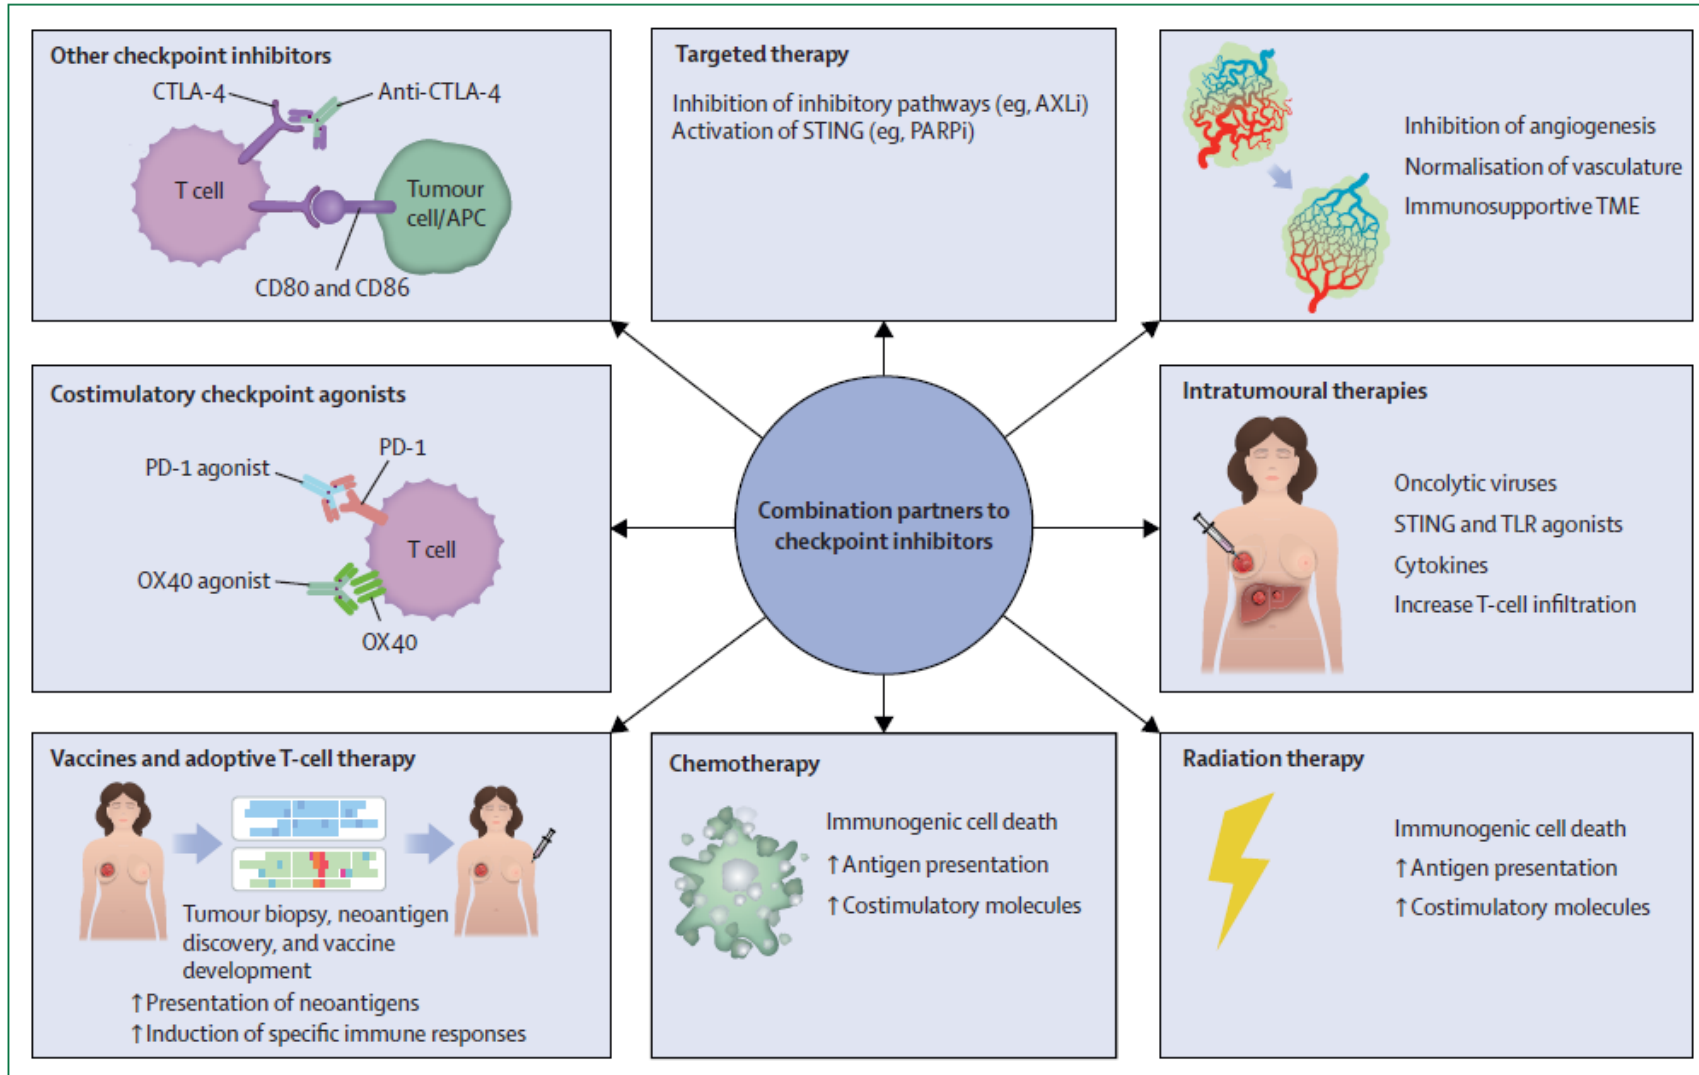 Other checkpoint inhibitors
CTLA-4
Anti-CTLA-4
T cell
Tumour
cell/APC
CD80 and CD86
Targeted therapy
Inhibition of inhibitory pathways (eg, AXLi)
Activation of STING (eg, PARPi)
Inhibition of angiogenesis
Normalisation of vasculature
Immunosupportive TME
Costimulatory checkpoint agonists
PD-1 agonist
PD-1
T cell
OX40 agonist
OX40
Combination partners to
checkpoint inhibitors
Intratumoural therapies
Oncolytic viruses
STING and TLR agonists
Cytokines
Increase T-cell infiltration
Vaccines and adoptive T-cell therapy
Tumour biopsy, neoantigen
discovery, and vaccine
development
↑Presentation of neoantigens
↑Induction of specific immune responses
Chemotherapy
Immunogenic cell death
↑Antigen presentation
↑Costimulatory molecules
Radiation therapy
Immunogenic cell death
↑Antigen presentation
↑Costimulatory molecules